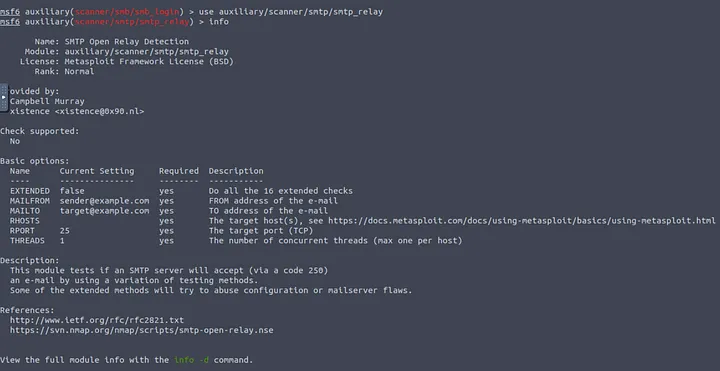 msf6 auxiliary(scanner/smb/smb_login) > use auxiliary/scanner/smtp/smtp_relay
msf6 auxiliary(scanner/smtp/smtp_relay) > info
Name: SMTP Open Relay Detection
Module: auxiliary/scanner/smtp/smtp_relay
License: Metasploit Framework License (BSD)
Rank: Normal
ovided by:
Campbell Murray
xistence <xistence@0x90.nl>
Check supported:
No
Basic options:
Name Current Setting Required Description
---- --------------- -------- -----------
EXTENDED false yes Do all the 16 extended checks
MAILFROM sender@example.com yes FROM address of the e-mail
MAILTO target@example.com yes TO address of the e-mail
RHOSTS yes The target host(s), see https://docs.metasploit.com/docs/using-metasploit/basics/using-metasploit.html
RPORT 25 yes The target port (TCP)
THREADS 1 yes The number of concurrent threads (max one per host)
Description:
This module tests if an SMTP server will accept (via a code 250)
an e-mail by using a variation of testing methods.
Some of the extended methods will try to abuse configuration or mailserver flaws.
References:
http://www.ietf.org/rfc/rfc2821.txt
https://svn.nmap.org/nmap/scripts/smtp-open-relay.nse
View the full module info with the info -d command.